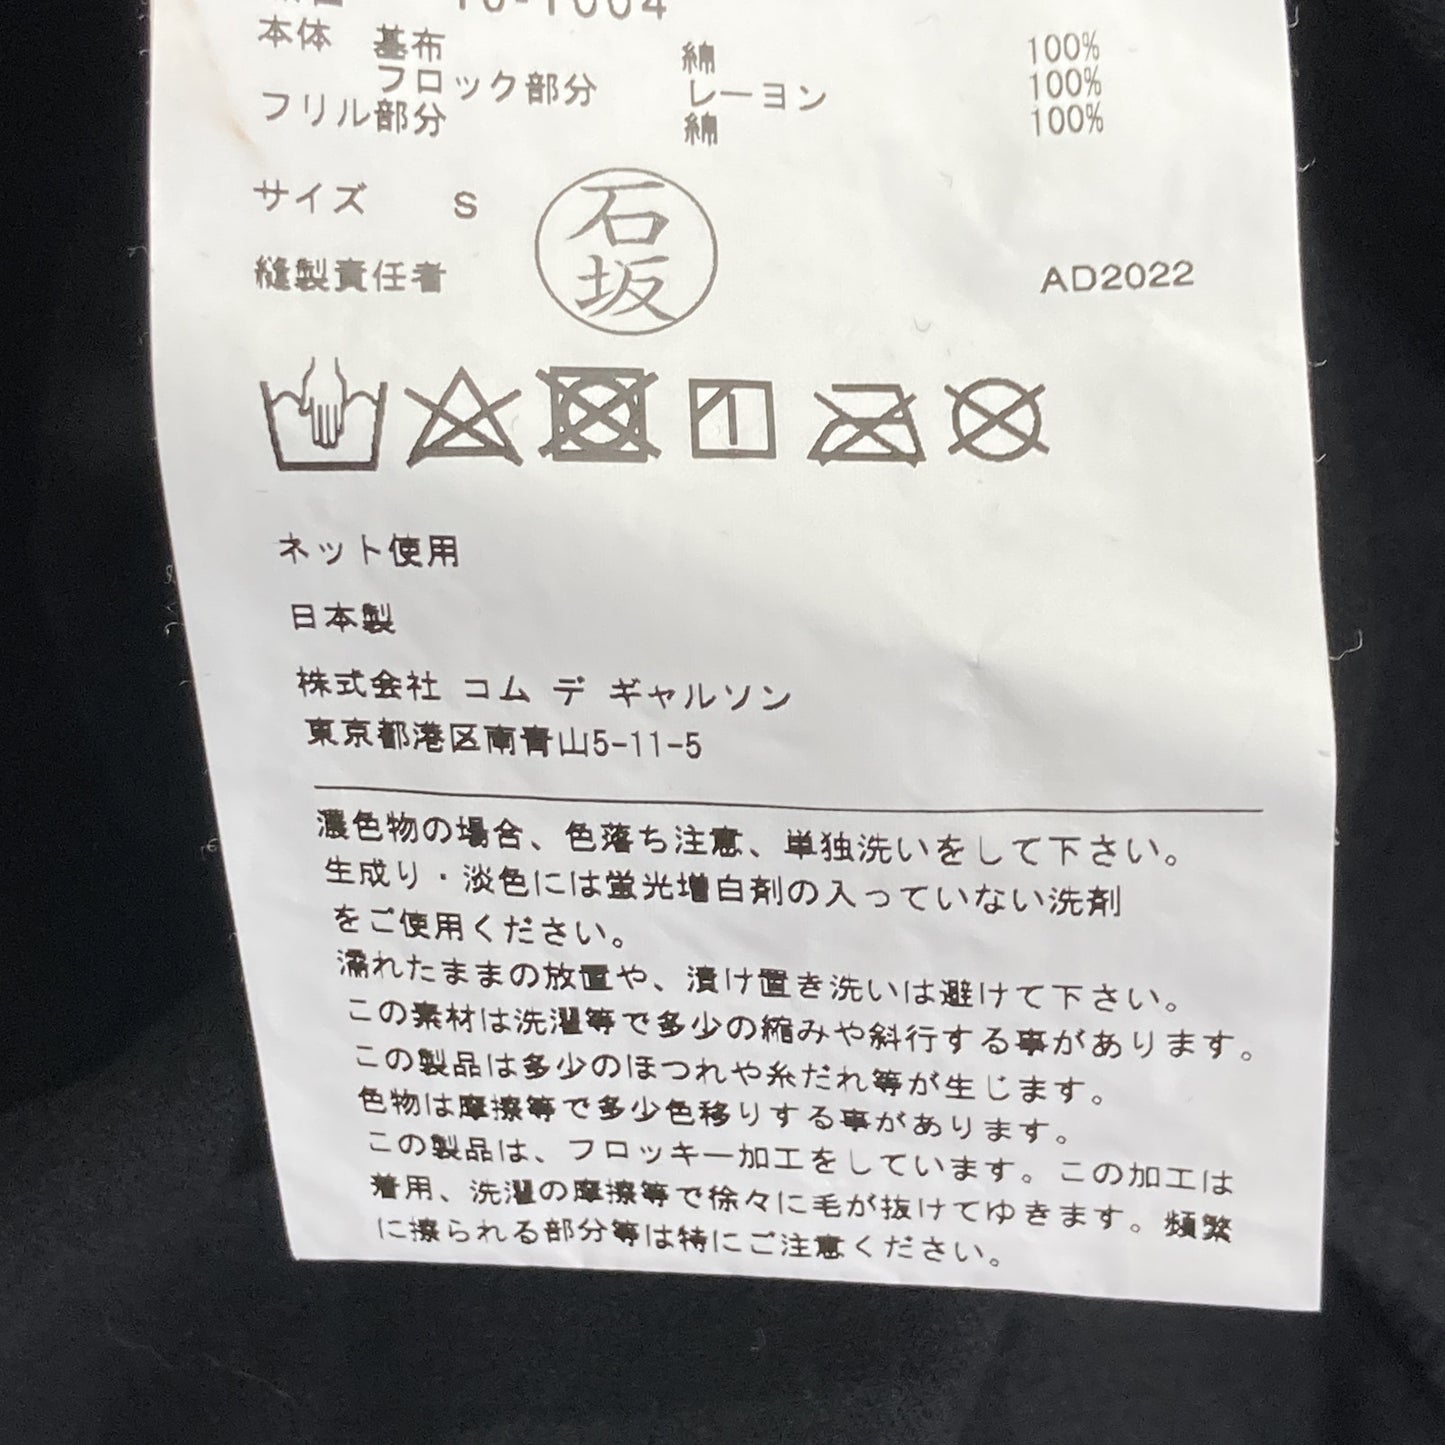 本体 基布 綿 100%
フロック部分 レーヨン 100%
フリル部分 綿 100%
サイズ S
石坂
縫製責任者 AD2022
ネット使用
日本製
株式会社 コム デ ギャルソン
東京都港区南青山5-11-5
濃色物の場合、色落ち注意、単独洗いをして下さい。
生成り・淡色には蛍光増白剤の入っていない洗剤
をご使用ください。
濡れたままの放置や、漬け置き洗いは避けて下さい。
この素材は洗濯等で多少の縮みや斜行する事があります。
この製品は多少のほつれや糸だれ等が生じます。
色物は摩擦等で多少色移りする事があります。
この製品は、フロッキー加工をしています。この加工は
着用、洗濯の摩擦等で徐々に毛が抜けてゆきます。頻繁
に擦られる部分等は特にご注意ください。